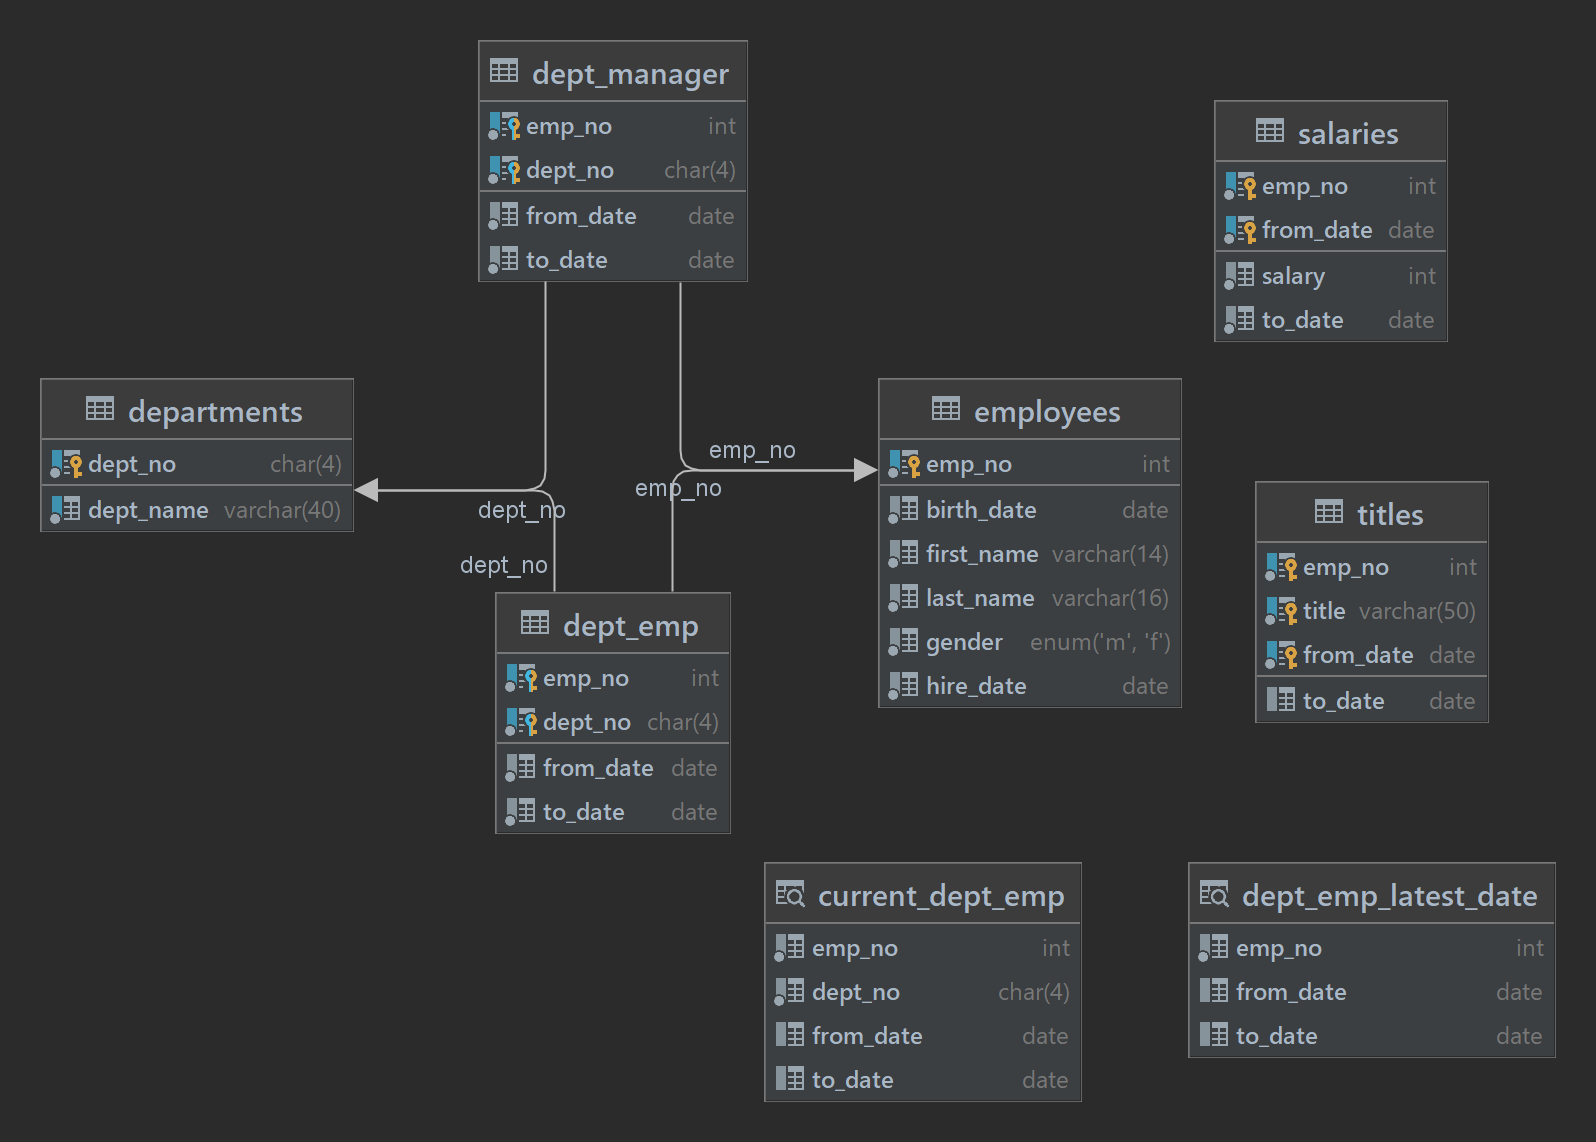 dept_manager
emp_no int
dept_no char(4)
from_date date
to_date date
salaries
emp_no int
from_date date
salary int
to_date date
departments
dept_no char(4)
dept_name varchar(40)
employees
emp_no int
birth_date date
first_name varchar(14)
last_name varchar(16)
gender enum('m', 'f')
hire_date date
emp_no
emp_no
dept_no
dept_no
titles
emp_no int
title varchar(50)
from_date date
to_date date
dept_emp
emp_no int
dept_no char(4)
from_date date
to_date date
current_dept_emp
emp_no int
dept_no char(4)
from_date date
to_date date
dept_emp_latest_date
emp_no int
from_date date
to_date date